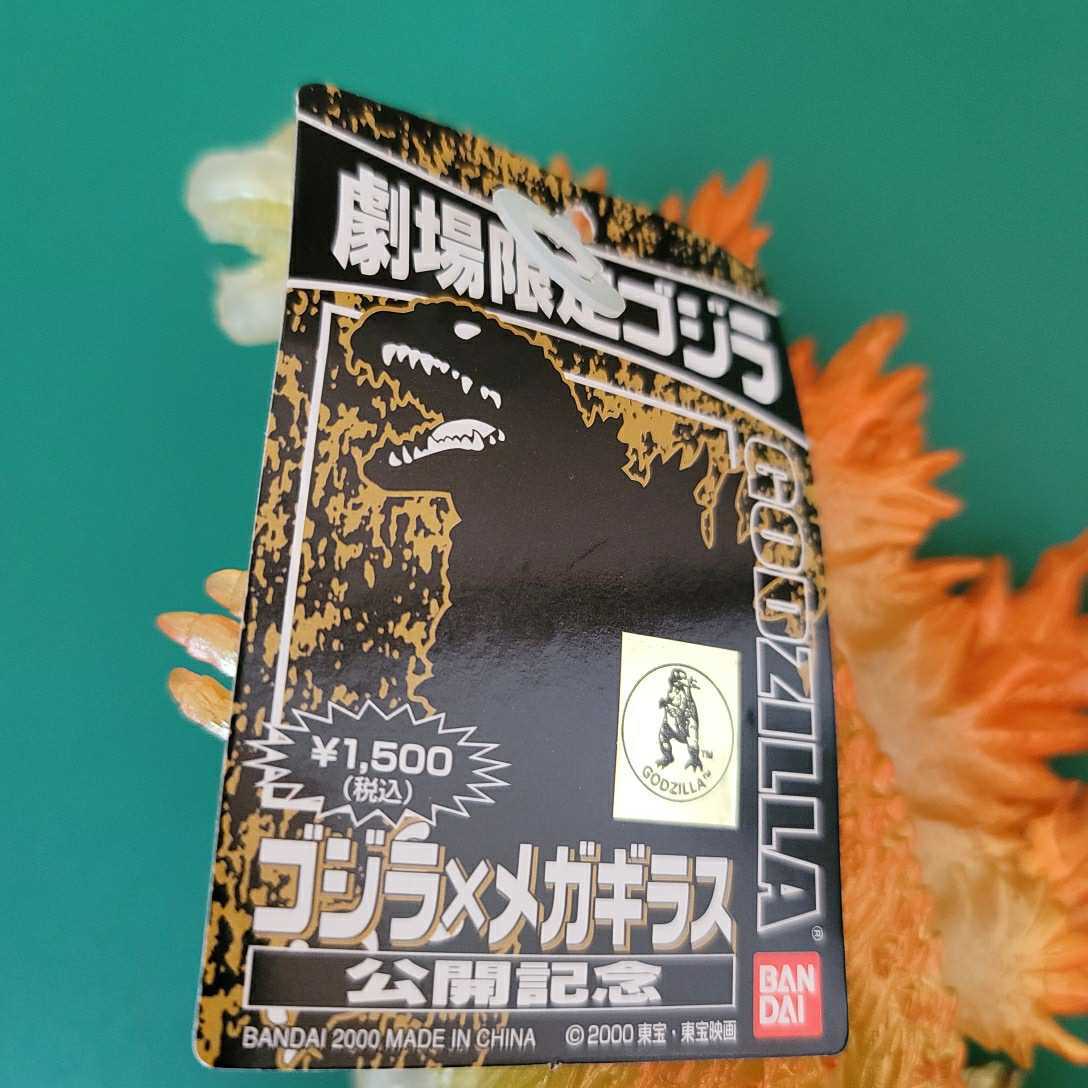 劇場限定ゴジラ
GODZILLA®
GODZILLA™
TM
¥1,500
(税込)
ゴジラ×メガギラス
公開記念
BAN
DAI
BANDAI 2000 MADE IN CHINA ©2000 東宝・東宝映画